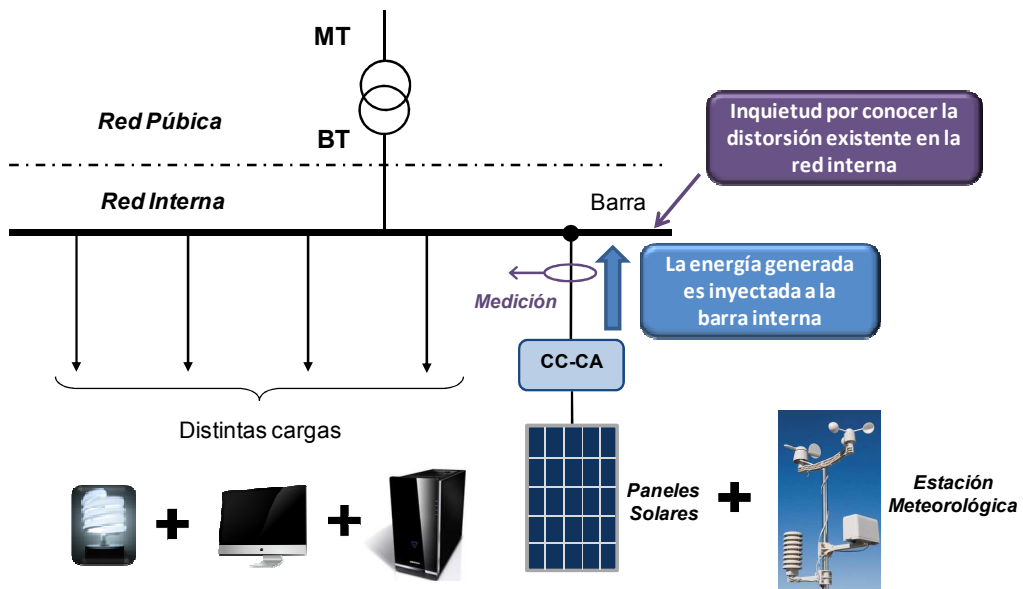 MT
Red Púbica
BT
Inquietud por conocer la
distorsión existente en la
red interna
Red Interna
Barra
La energía generada
es inyectada a la
barra interna
Medición
CC-CA
Distintas cargas
Paneles
Solares
Estación
Meteorológica